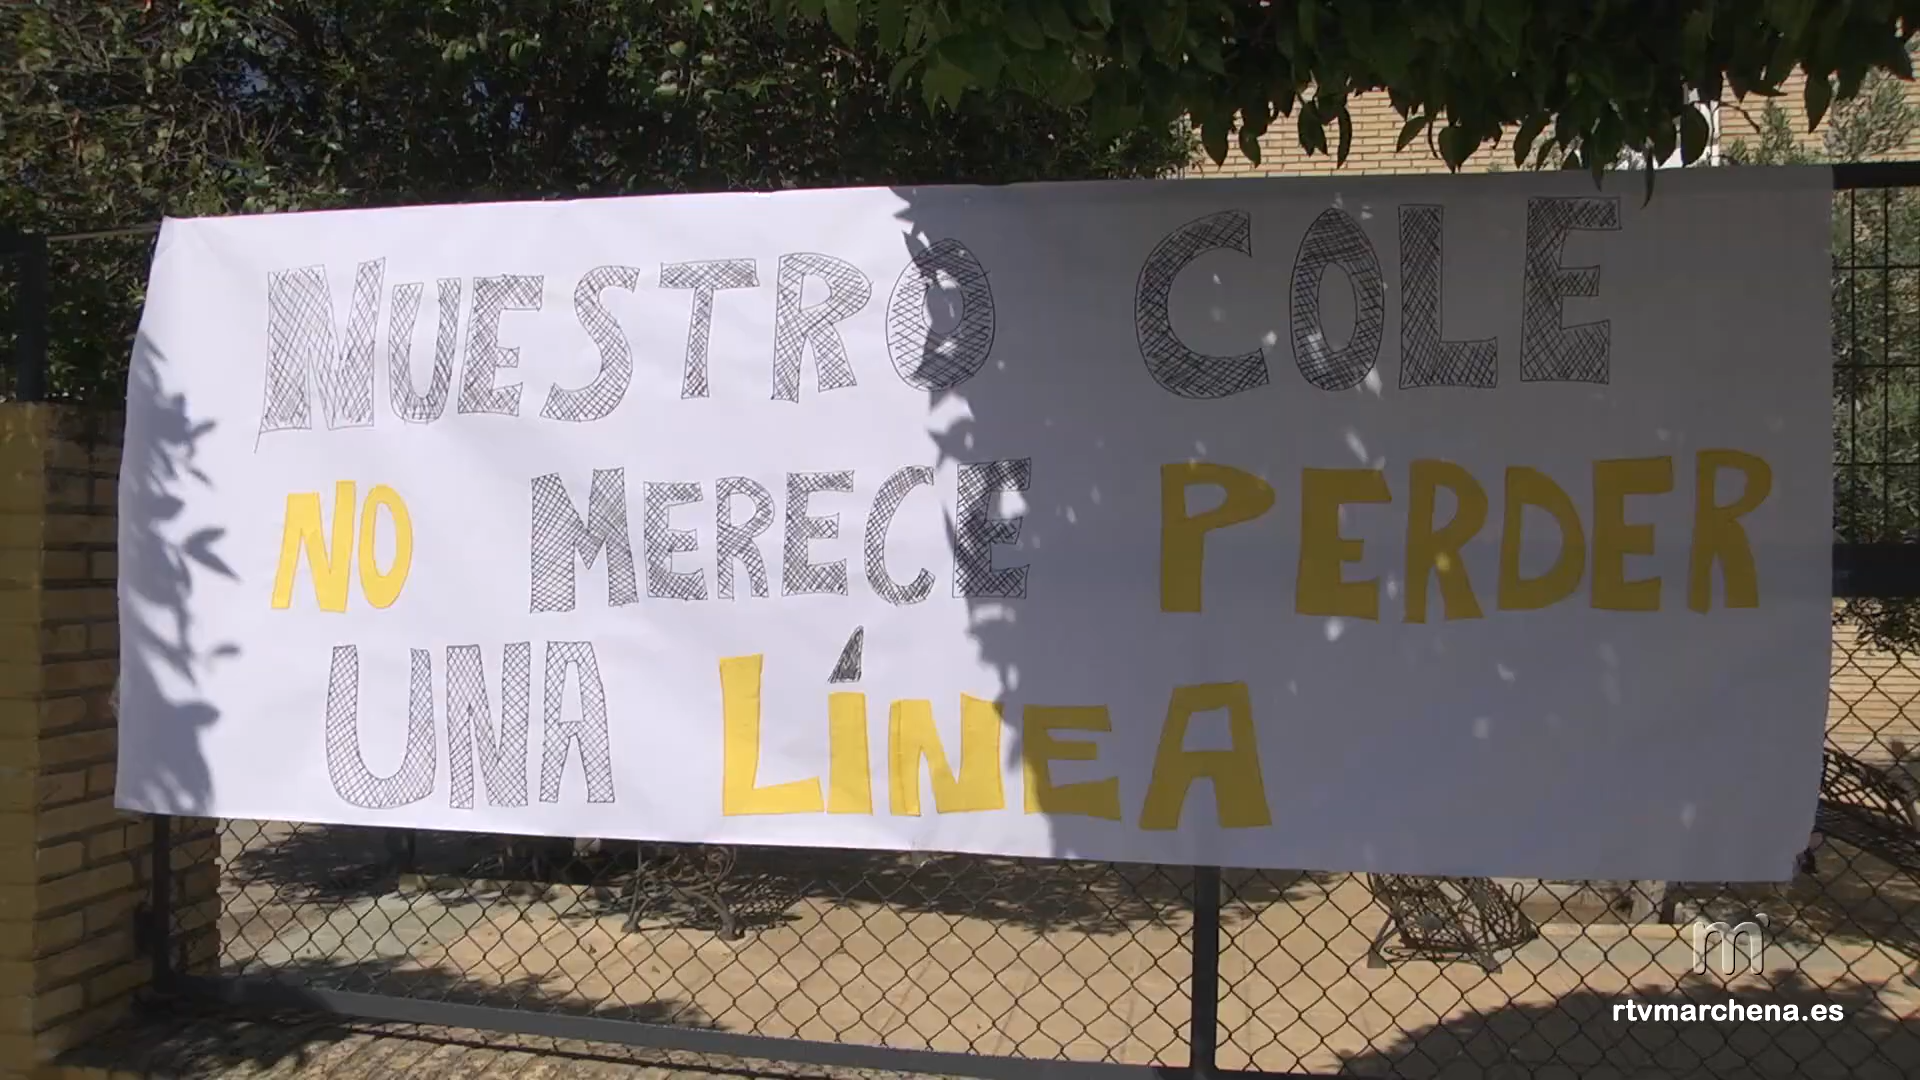 NUESTRO COLE
NO MERECE PERDER
UNA LÍNEA
m
rtvmarchena.es